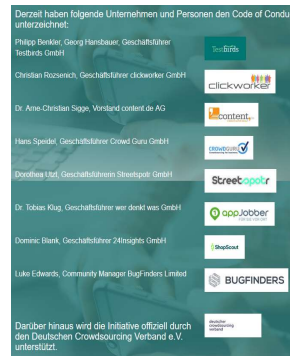 Derzeit haben folgende Unternehmen und Personen den Code of Condu
unterzeichnet:
Philipp Benkler, Georg Hansbauer, Geschäftsführer
Testbirds GmbH
Testbirds
Christian Rozsenich, Geschäftsführer clickworker GmbH
clickworker
Dr. Arne-Christian Sigge, Vorstand content.de AG
content.
Hans Speidel, Geschäftsführer Crowd Guru GmbH
CROWDGURU
Dorothea Utzt, Geschäftsführerin Streetspotr GmbH
Streetspotr
Dr. Tobias Klug, Geschäftsführer wer denkt was GmbH
appJobber
Dominic Blank, Geschäftsführer 24Insights GmbH
ShopScout
Luke Edwards, Community Manager BugFinders Limited
BUGFINDERS
Darüber hinaus wird die Initiative offiziell durch
den Deutschen Crowdsourcing Verband e.V.
unterstützt.
deutscher
crowdsourcing
verband